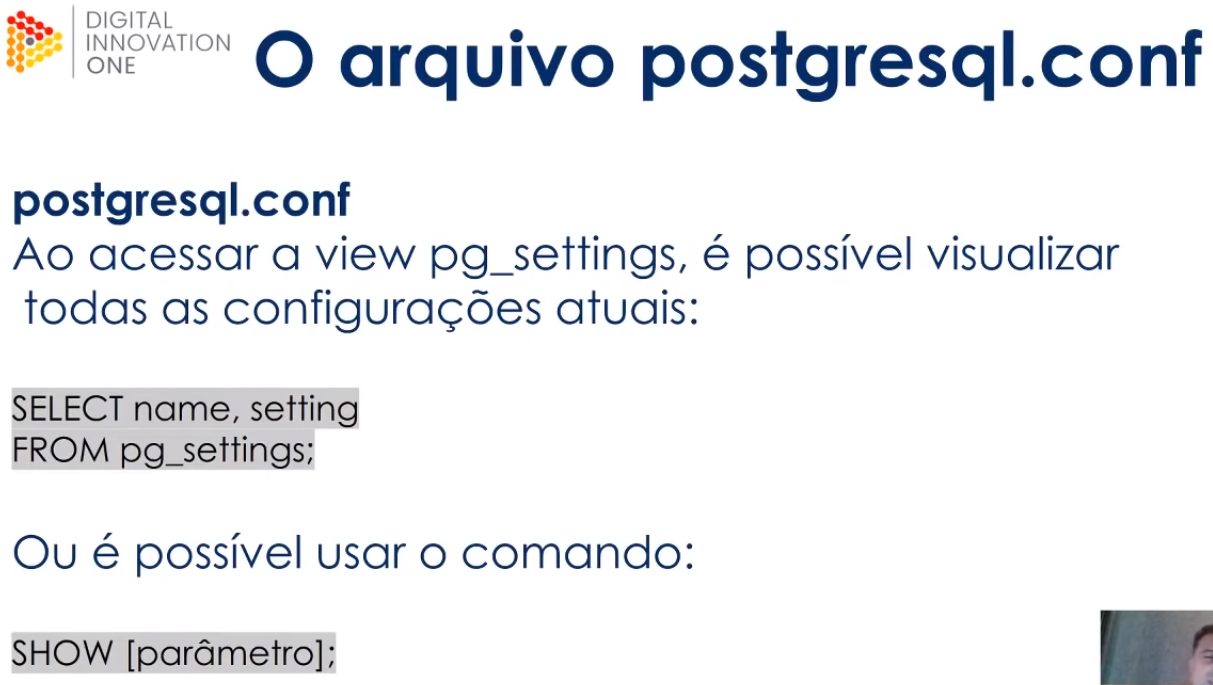 DIGITAL
INNOVATION
ONE
O arquivo postgresql.conf
postgresql.conf
Ao acessar a view pg_settings, é possível visualizar
todas as configurações atuais:
SELECT name, setting
FROM pg_settings;
Ou é possível usar o comando:
SHOW [parâmetro];